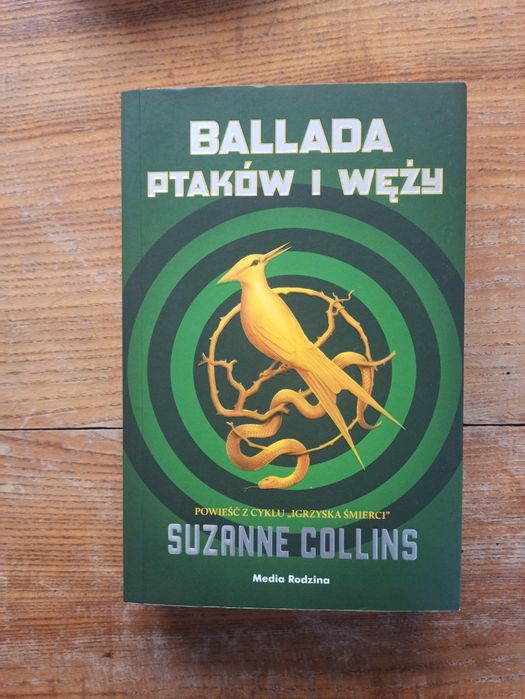 BALLADA
PTAKÓW I WĘŻY
POWIEŚĆ Z CYKLU „IGRZYSKA ŚMIERCI”
SUZANNE COLLINS
Media Rodzina